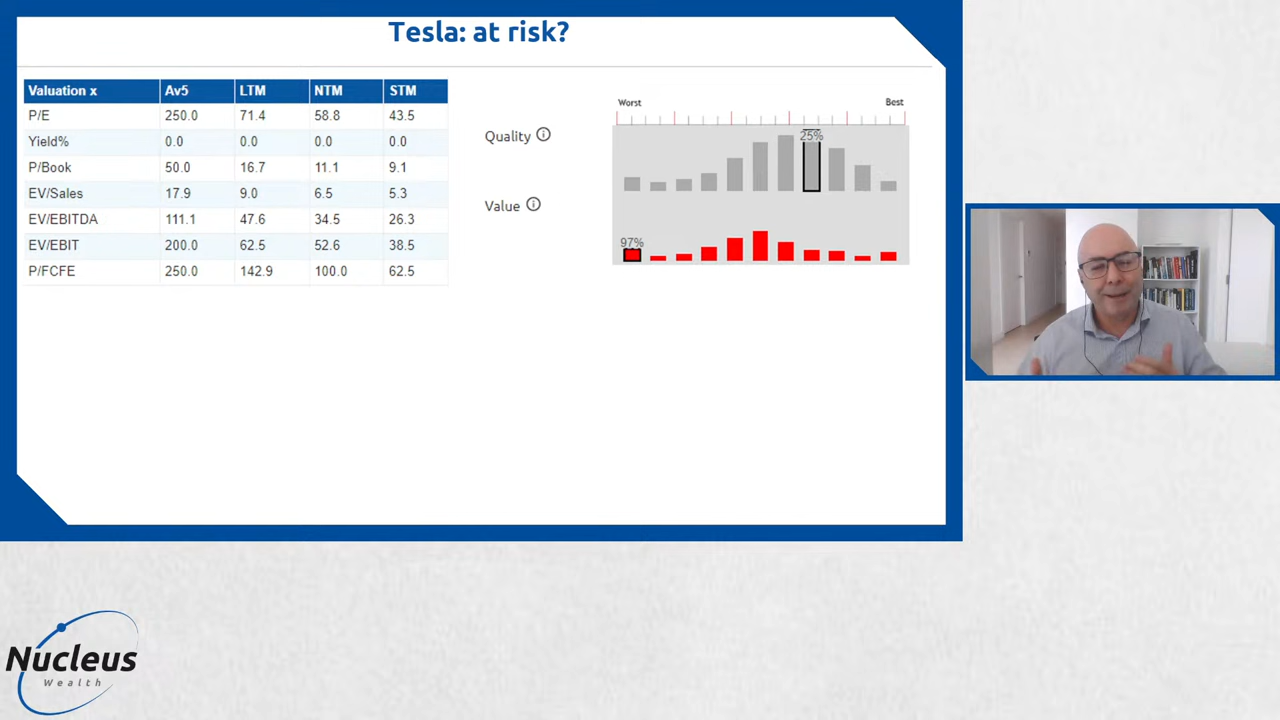 Tesla: at risk?
Valuation x Av5 LTM NTM STM
P/E 250.0 71.4 58.8 43.5
Yield% 0.0 0.0 0.0 0.0
P/Book 50.0 16.7 11.1 9.1
EV/Sales 17.9 9.0 6.5 5.3
EV/EBITDA 111.1 47.6 34.5 26.3
EV/EBIT 200.0 62.5 52.6 38.5
P/FCFE 250.0 142.9 100.0 62.5
Worst Best
Quality
25%
Value
97%
Nucleus
Wealth